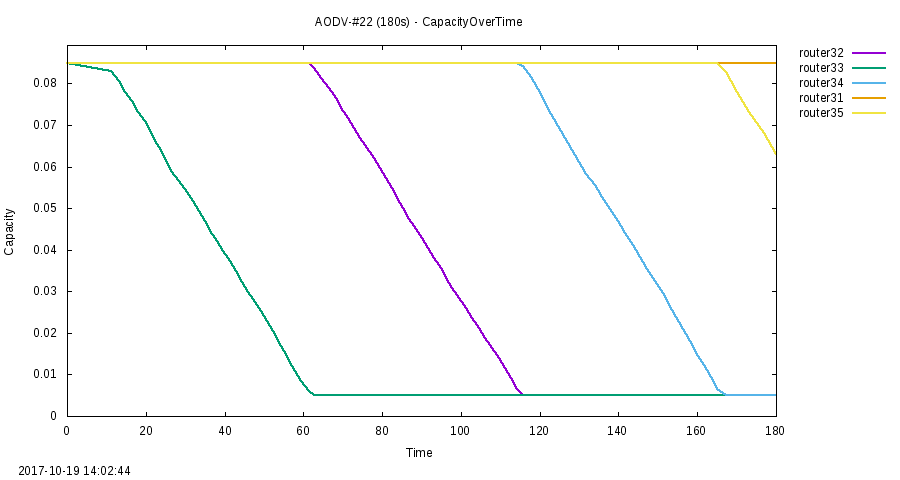 AODV-#22 (180s) - CapacityOverTime
router32
router33
router34
router31
router35
0.08
0.07
0.06
0.05
0.04
0.03
0.02
0.01
0
Capacity
0 20 40 60 80 100 120 140 160 180
Time
2017-10-19 14:02:44